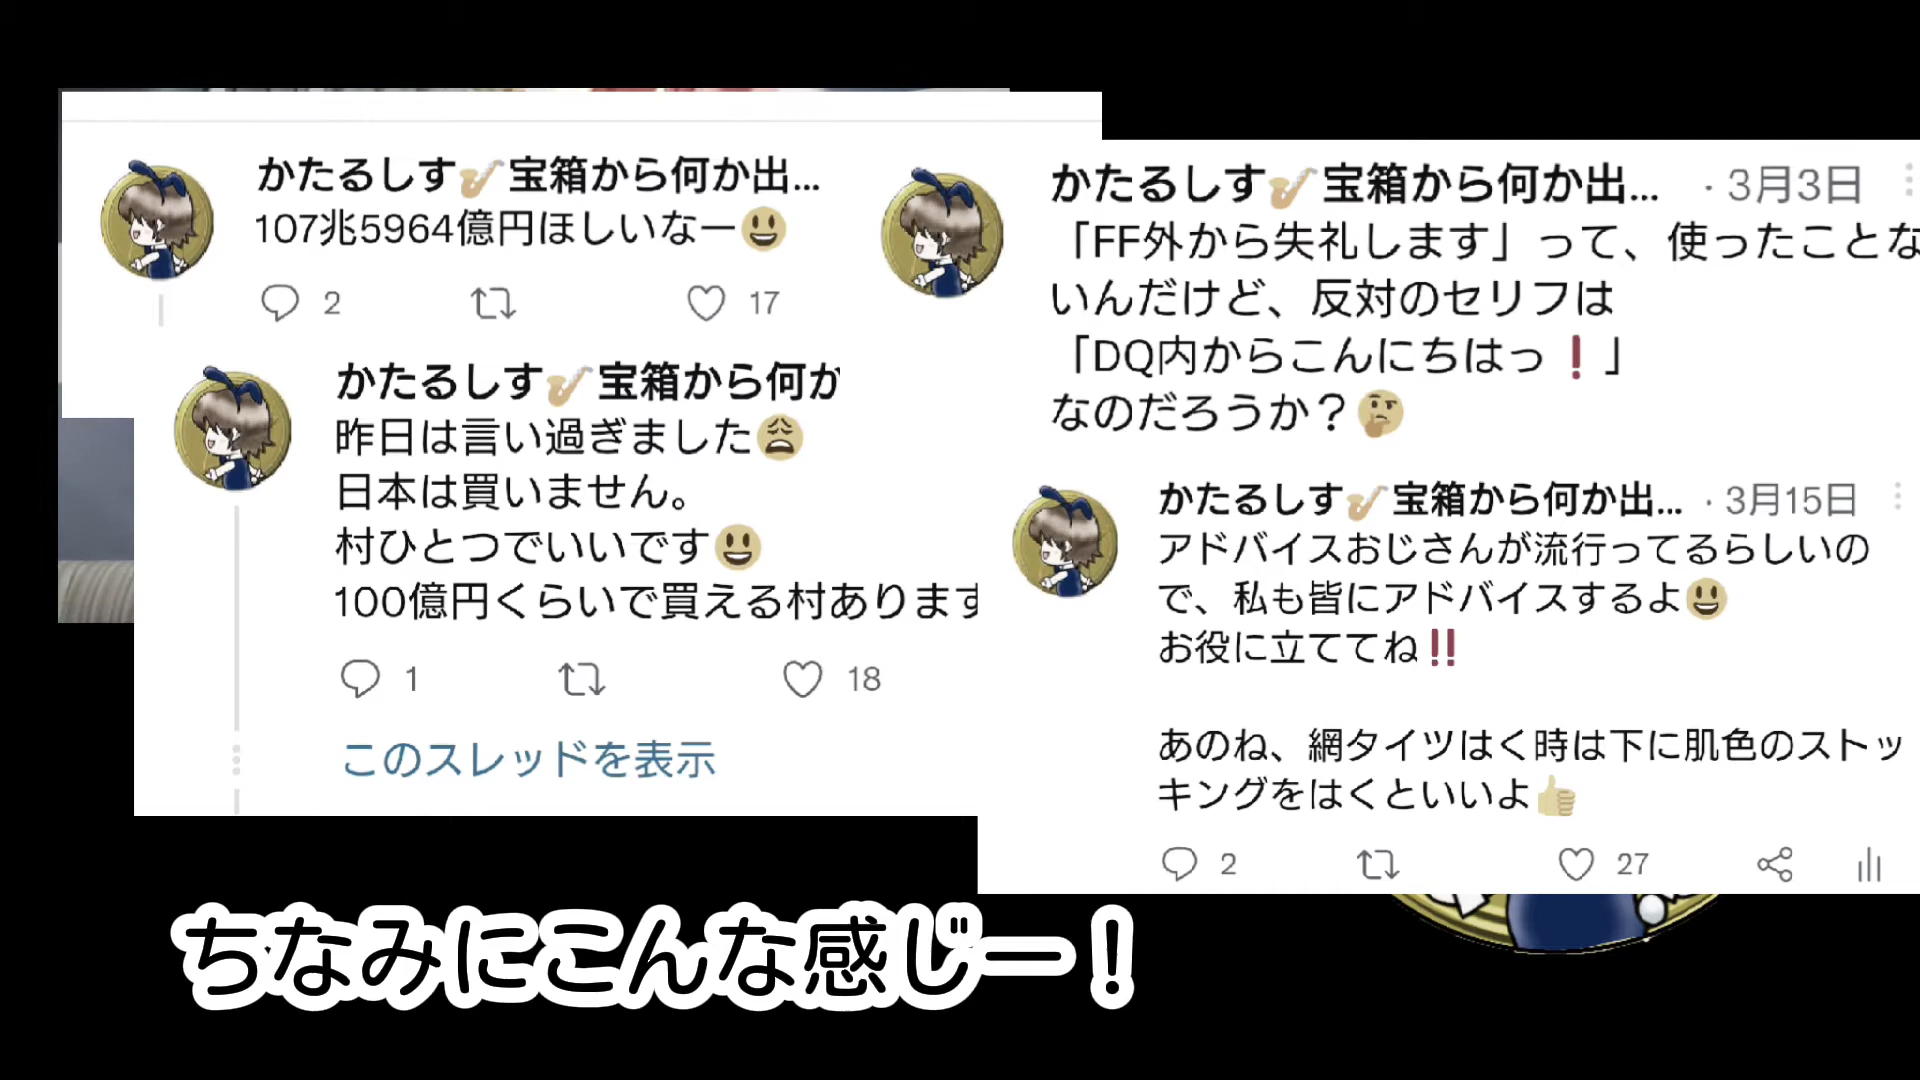 かたるしす🎷宝箱から何か出...
107兆5964億円ほしいなー😃
2
17
かたるしす🎷宝箱から何か
昨日は言い過ぎました😩
日本は買いません。
村ひとつでいいです😃
100億円くらいで買える村あります
1
18
このスレッドを表示
かたるしす🎷宝箱から何か出... ・3月3日
「FF外から失礼します」って、使ったことな
いんだけど、反対のセリフは
「DQ内からこんにちはっ❗」
なのだろうか？🤔
かたるしす🎷宝箱から何か出... ・3月15日
アドバイスおじさんが流行ってるらしいの
で、私も皆にアドバイスするよ😃
お役に立ててね‼
あのね、網タイツはく時は下に肌色のストッ
キングをはくといいよ👍
2
27
ちなみにこんな感じー！